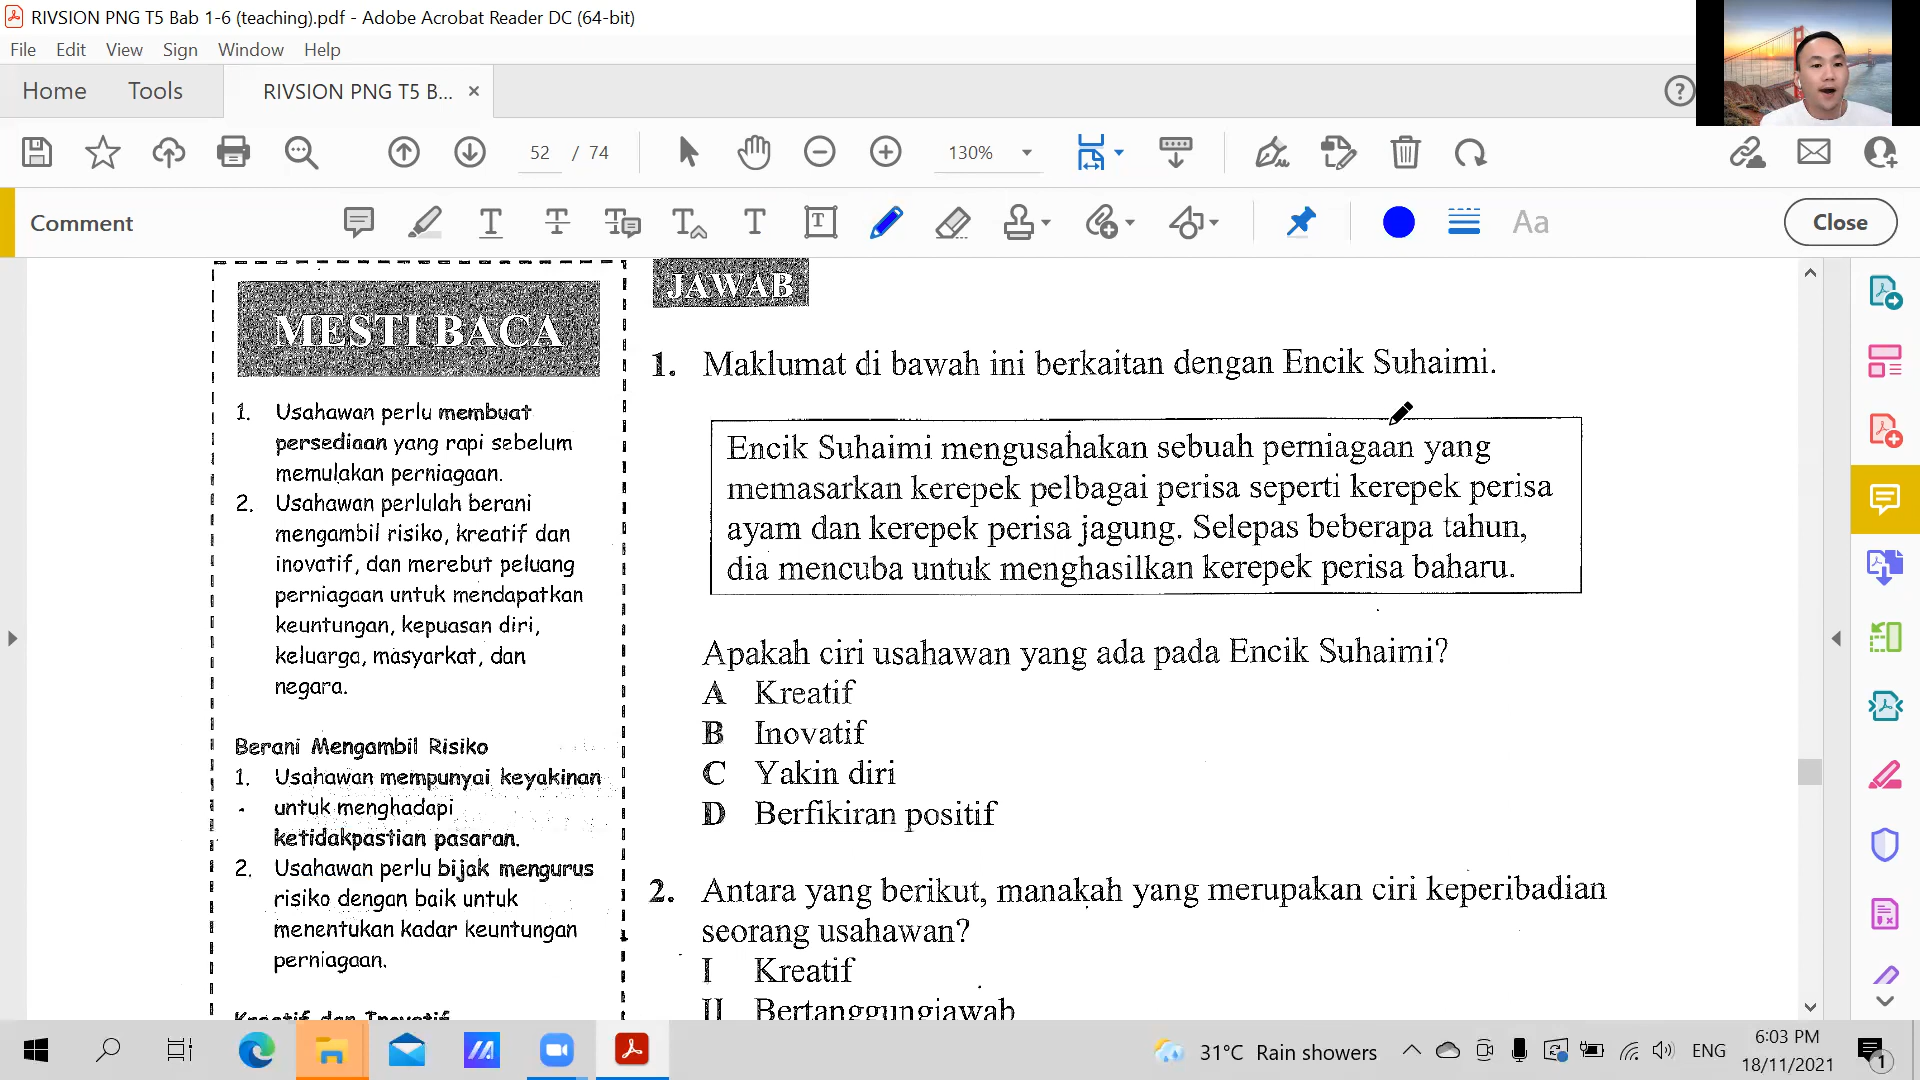 RIVSION PNG T5 Bab 1-6 (teaching).pdf - Adobe Acrobat Reader DC (64-bit)
File Edit View Sign Window Help
Home Tools RIVSION PNG T5 B... ×
52 / 74 130%
Comment Aa Close
MESTI BACA
1. Usahawan perlu membuat
persediaan yang rapi sebelum
memulakan perniagaan.
2. Usahawan perlulah berani
mengambil risiko, kreatif dan
inovatif, dan merebut peluang
perniagaan untuk mendapatkan
keuntungan, kepuasan diri,
keluarga, masyarkat, dan
negara.
Berani Mengambil Risiko
1. Usahawan mempunyai keyakinan
untuk menghadapi
ketidakpastian pasaran.
2. Usahawan perlu bijak mengurus
risiko dengan baik untuk
menentukan kadar keuntungan
perniagaan.
Kreatif dan Inovatif
JAWAB
1. Maklumat di bawah ini berkaitan dengan Encik Suhaimi.
Encik Suhaimi mengusahakan sebuah perniagaan yang
memasarkan kerepek pelbagai perisa seperti kerepek perisa
ayam dan kerepek perisa jagung. Selepas beberapa tahun,
dia mencuba untuk menghasilkan kerepek perisa baharu.
Apakah ciri usahawan yang ada pada Encik Suhaimi?
A Kreatif
B Inovatif
C Yakin diri
D Berfikiran positif
2. Antara yang berikut, manakah yang merupakan ciri keperibadian
seorang usahawan?
I Kreatif
II Bertanggungjawab
31°C Rain showers
ENG
6:03 PM
18/11/2021
1